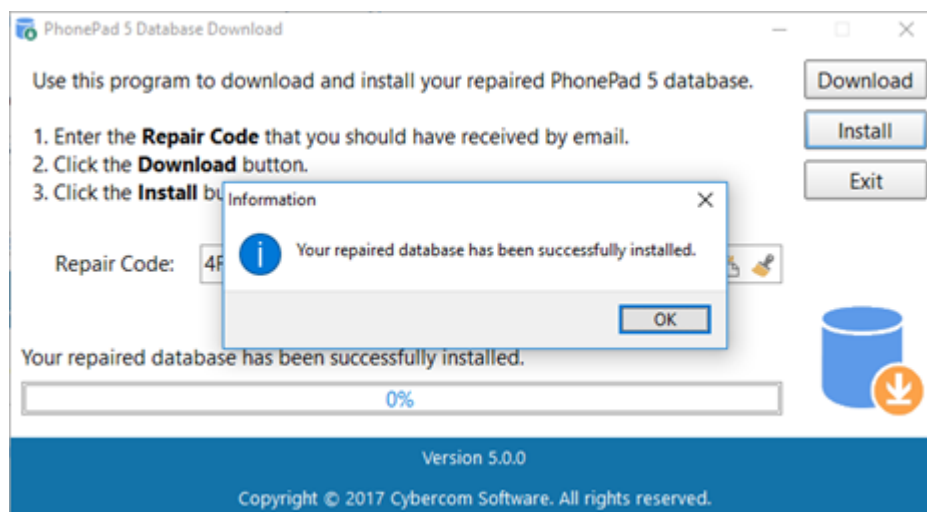 PhonePad 5 Database Download
Use this program to download and install your repaired PhonePad 5 database.
Download
1. Enter the Repair Code that you should have received by email.
Install
2. Click the Download button.
3. Click the Install
Exit
Information
Your repaired database has been successfully installed.
OK
Repair Code:
Your repaired database has been successfully installed.
0%
Version 5.0.0
Copyright © 2017 Cybercom Software. All rights reserved.